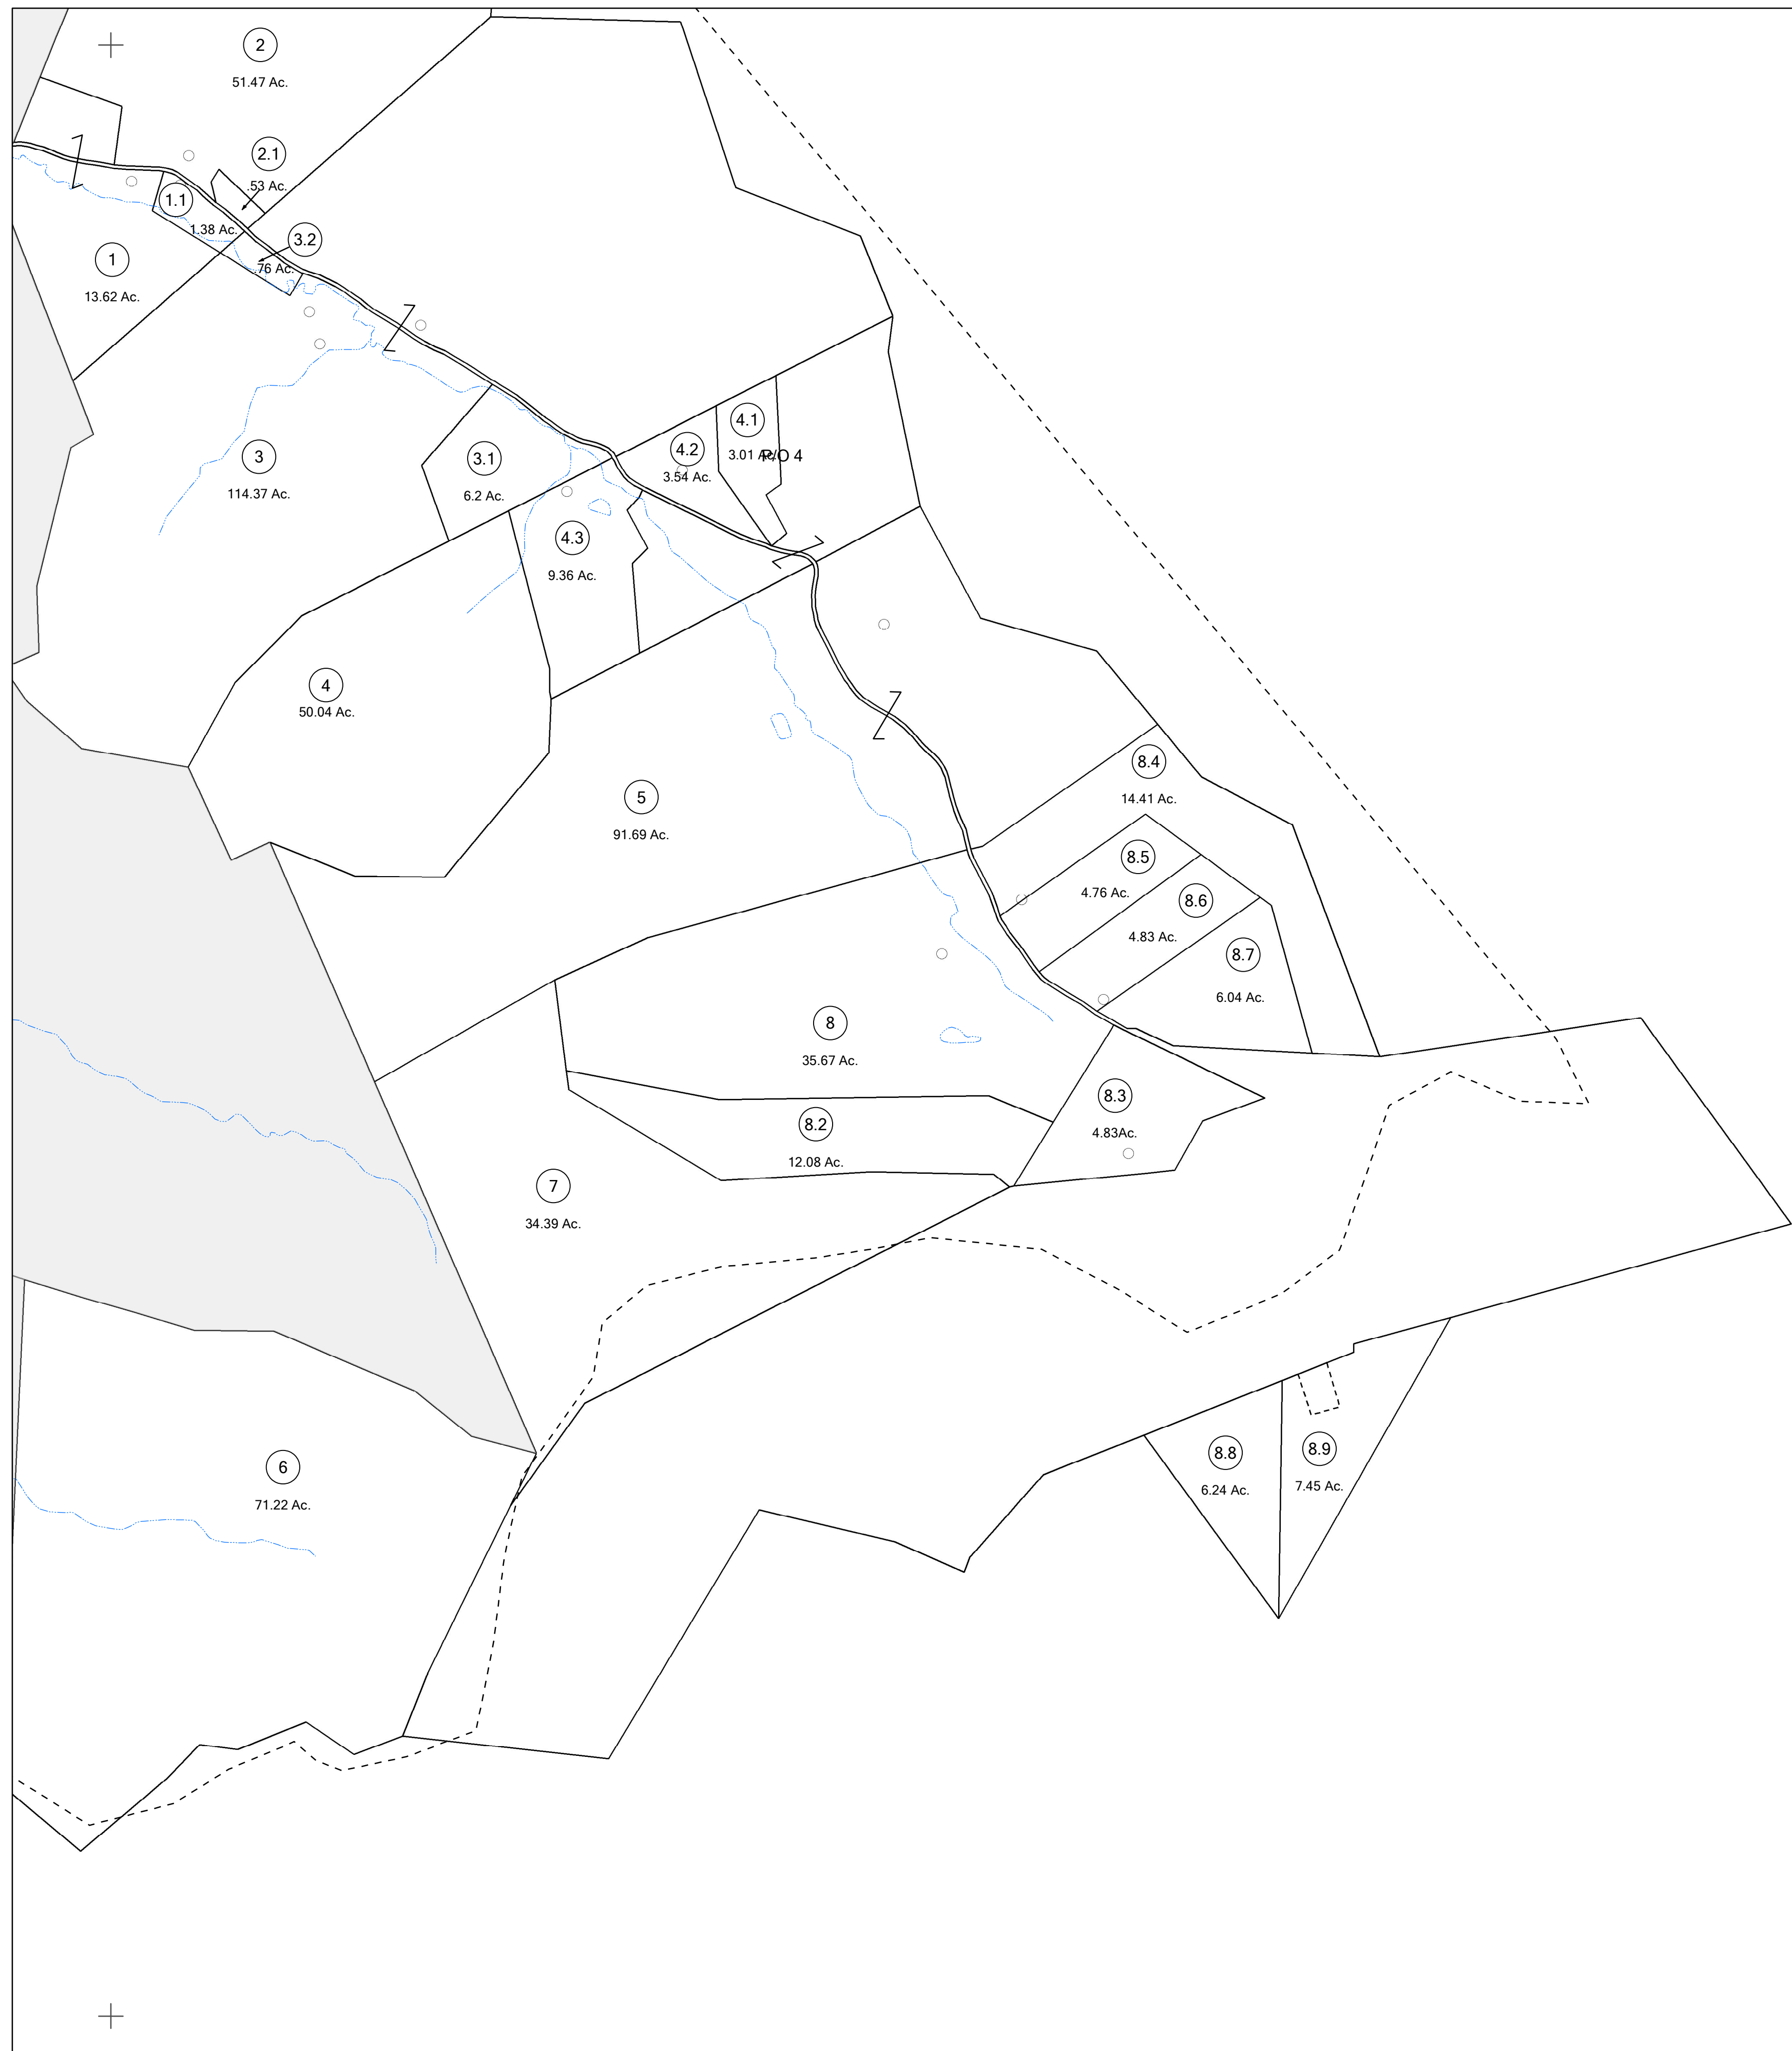 2
51.47 Ac.
2.1
.53 Ac.
1.1
1.38 Ac.
3.2
.76 Ac.
1
13.62 Ac.
3
114.37 Ac.
3.1
6.2 Ac.
4.2
3.54 Ac.
4.1
3.01 Ac.
P/O 4
4.3
9.36 Ac.
4
50.04 Ac.
5
91.69 Ac.
8.4
14.41 Ac.
8.5
4.76 Ac.
8.6
4.83 Ac.
8.7
6.04 Ac.
8
35.67 Ac.
8.3
4.83Ac.
8.2
12.08 Ac.
7
34.39 Ac.
6
71.22 Ac.
8.8
6.24 Ac.
8.9
7.45 Ac.